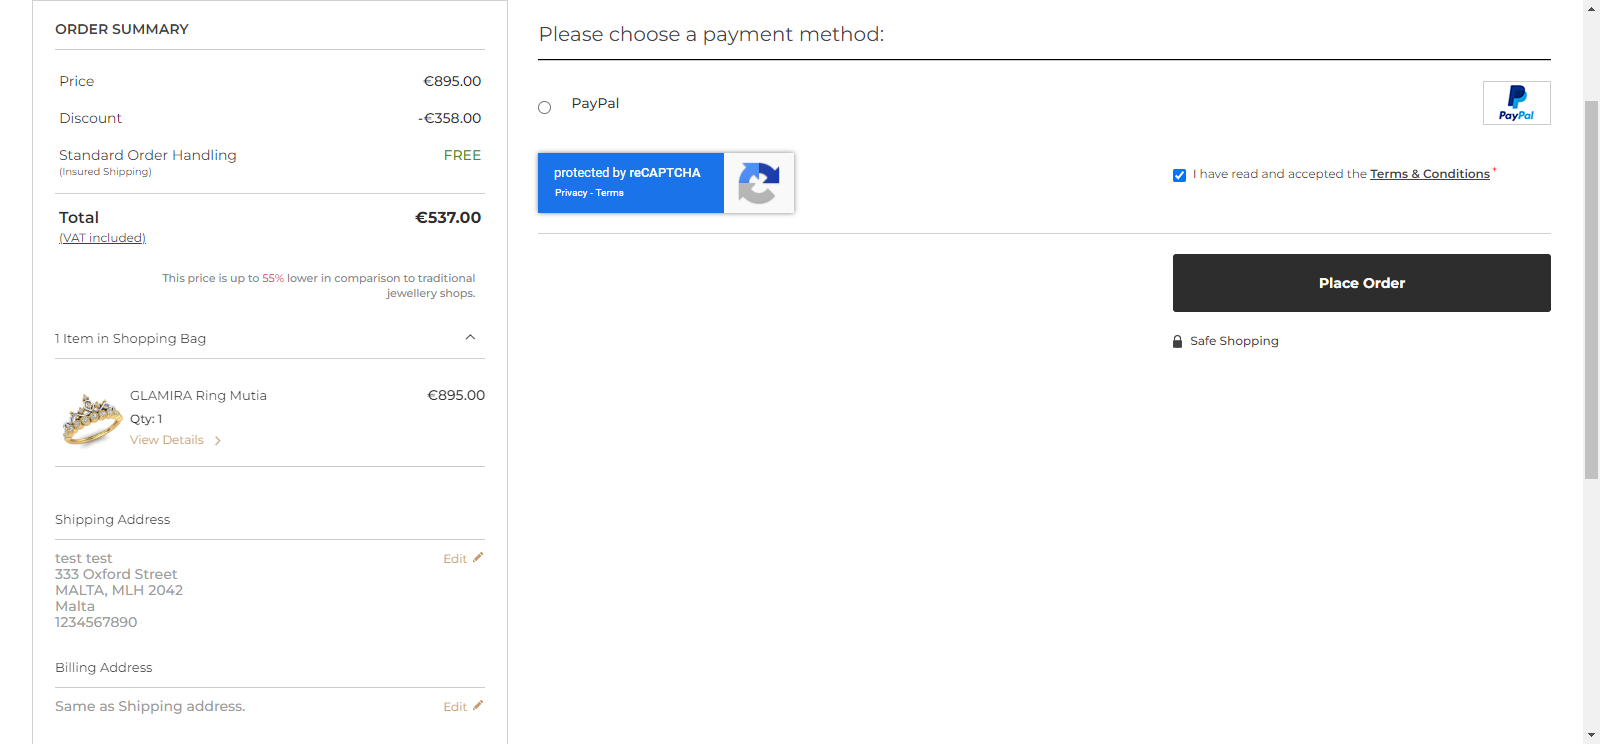 ORDER SUMMARY
Price €895.00
Discount -€358.00
Standard Order Handling FREE
(Insured Shipping)
Total €537.00
(VAT included)
This price is up to 55% lower in comparison to traditional
jewellery shops.
1 Item in Shopping Bag
GLAMIRA Ring Mutia €895.00
Qty: 1
View Details
Shipping Address
test test Edit
333 Oxford Street
MALTA, MLH 2042
Malta
1234567890
Billing Address
Same as Shipping address. Edit
Please choose a payment method:
PayPal
PayPal
protected by reCAPTCHA
Privacy - Terms
I have read and accepted the Terms & Conditions *
Place Order
Safe Shopping